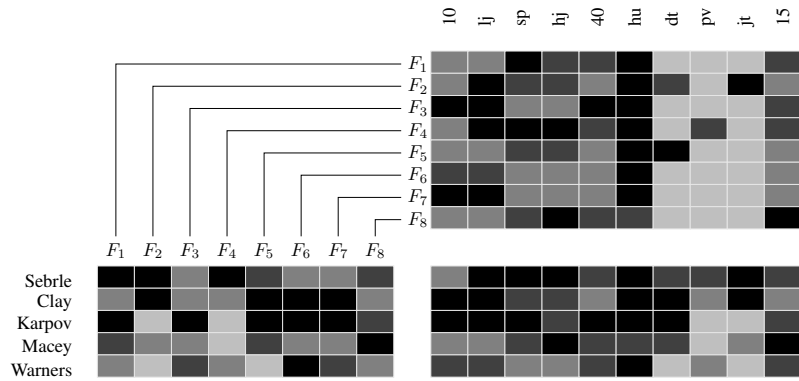 10 lj sp hj 40 hu dt pv jt 15
F1
F2
F3
F4
F5
F6
F7
F8
F1 F2 F3 F4 F5 F6 F7 F8
Sebrle
Clay
Karpov
Macey
Warners